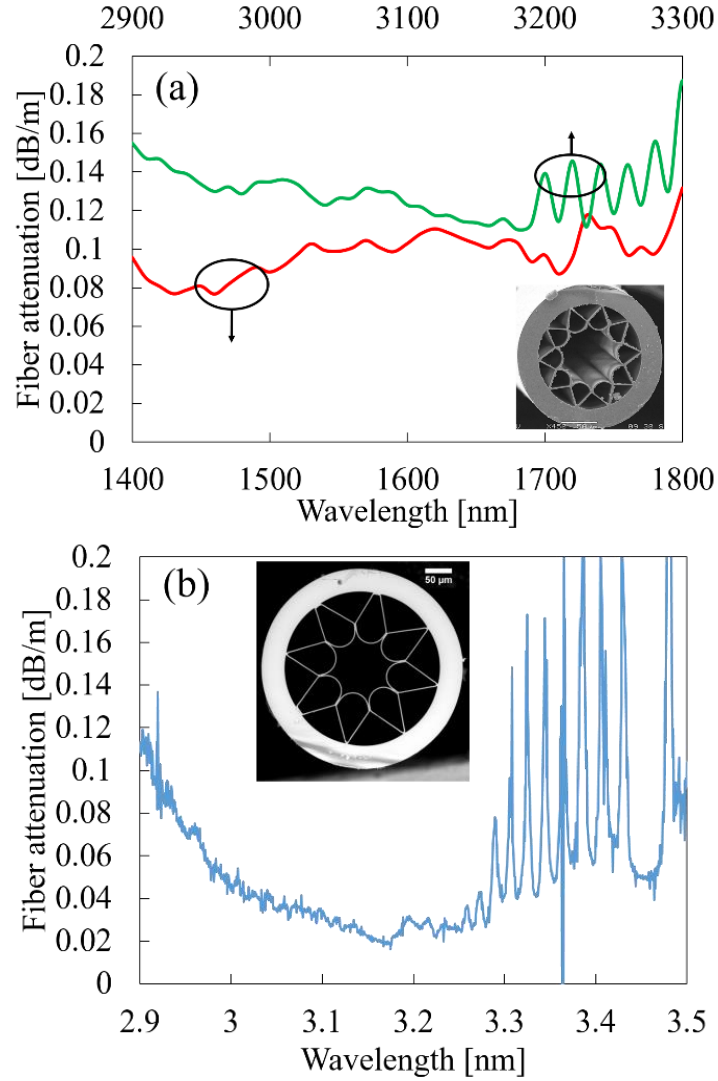 2900 3000 3100 3200 3300
(a)
Fiber attenuation [dB/m]
0.2
0.18
0.16
0.14
0.12
0.1
0.08
0.06
0.04
0.02
0
1400 1500 1600 1700 1800
Wavelength [nm]
(b)
50 µm
Fiber attenuation [dB/m]
0.2
0.18
0.16
0.14
0.12
0.1
0.08
0.06
0.04
0.02
0
2.9 3 3.1 3.2 3.3 3.4 3.5
Wavelength [nm]